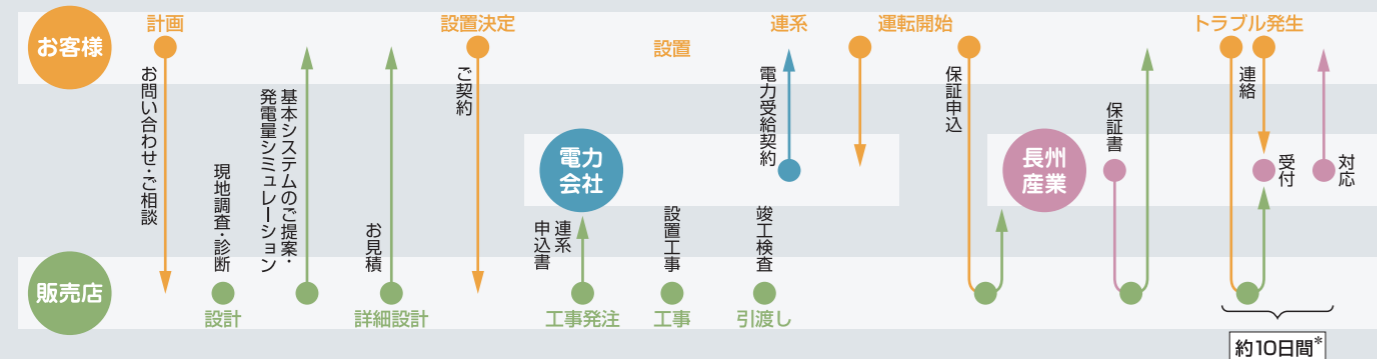 計画
設置決定
連系
運転開始
トラブル発生
お客様
設置
お問い合わせ・ご相談
基本システムのご提案・
発電量シミュレーション
ご契約
電力受給契約
保証申込
連絡
現地調査・診断
お見積
電力
会社
保証書
長州
産業
受付
対応
連系
申込書
設置工事
竣工検査
販売店
設計
詳細設計
工事発注
工事
引渡し
約10日間*